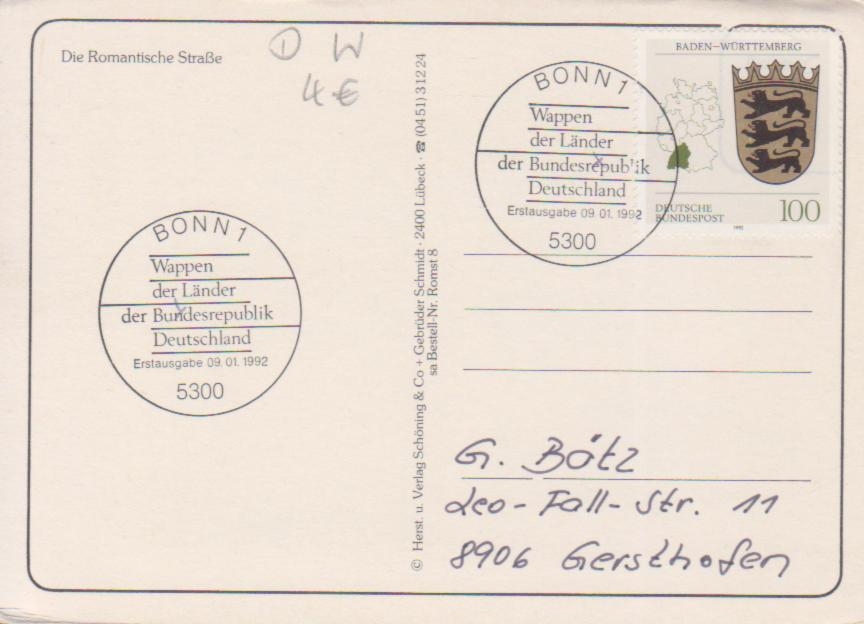 Die Romantische Straße
D W
4 €
BONN 1
Wappen
der Länder
der Bundesrepublik
Deutschland
Erstausgabe 09.01.1992
5300
© Herst. u. Verlag Schöning & Co + Gebrüder Schmidt · 2400 Lübeck · ☎ (0451) 31224
sa Bestell-Nr. Romst 8
BONN 1
Wappen
der Länder
der Bundesrepublik
Deutschland
Erstausgabe 09.01.1992
5300
BADEN-WÜRTTEMBERG
DEUTSCHE
BUNDESPOST
100
1992
G. Bötz
Leo-Fall-Str. 11
8906 Gersthofen